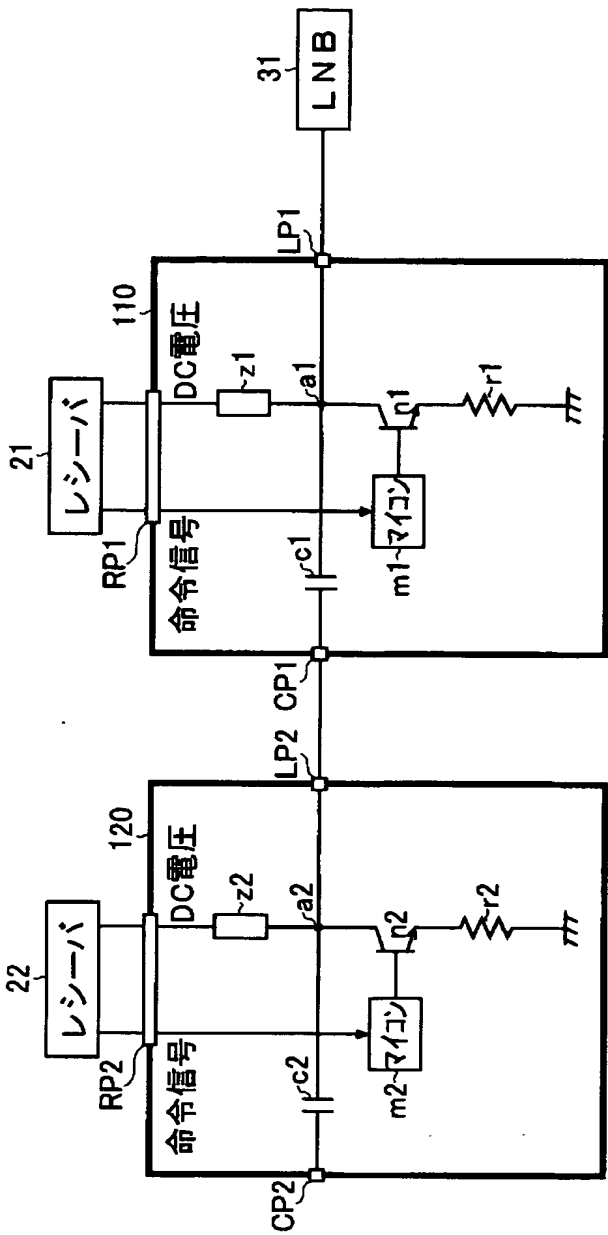 22
レシーバ
21
レシーバ
120
110
RP2
RP1
命令信号
DC電圧
命令信号
DC電圧
z2
z1
31
LNB
CP2
c2
a2
LP2
CP1
c1
a1
LP1
m2
マイコン
n2
m1
マイコン
n1
r2
r1